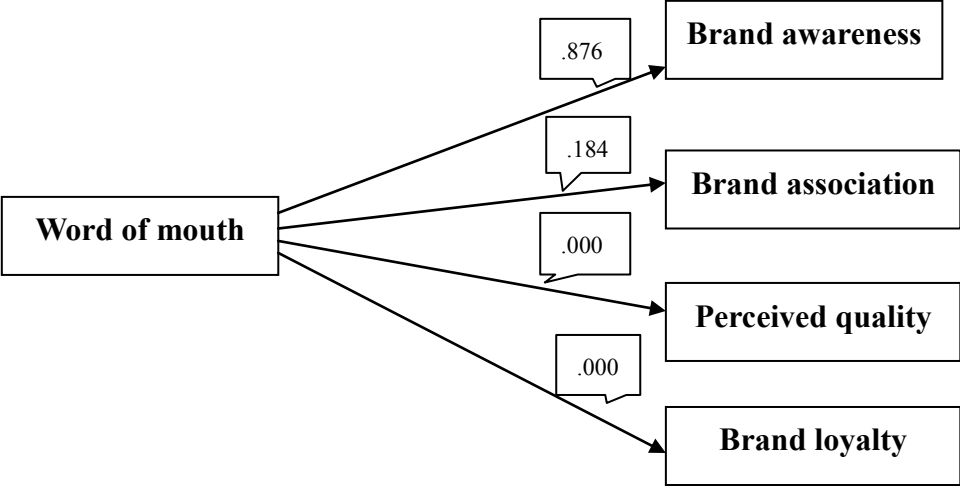 .876
Brand awareness
.184
Brand association
Word of mouth
.000
Perceived quality
.000
Brand loyalty